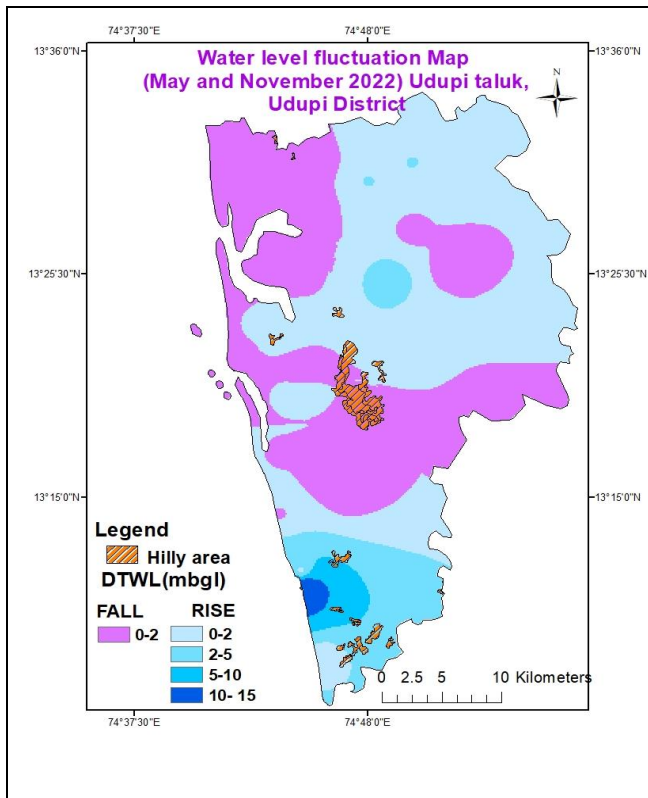 74°37'30"E 74°48'0"E
13°36'0"N 13°36'0"N
Water level fluctuation Map
(May and November 2022) Udupi taluk,
Udupi District
N
13°25'30"N 13°25'30"N
13°15'0"N 13°15'0"N
Legend
Hilly area
DTWL(mbgl)
FALL RISE
0-2 0-2
2-5
5-10
10- 15
0 2.5 5 10 Kilometers
74°37'30"E 74°48'0"E